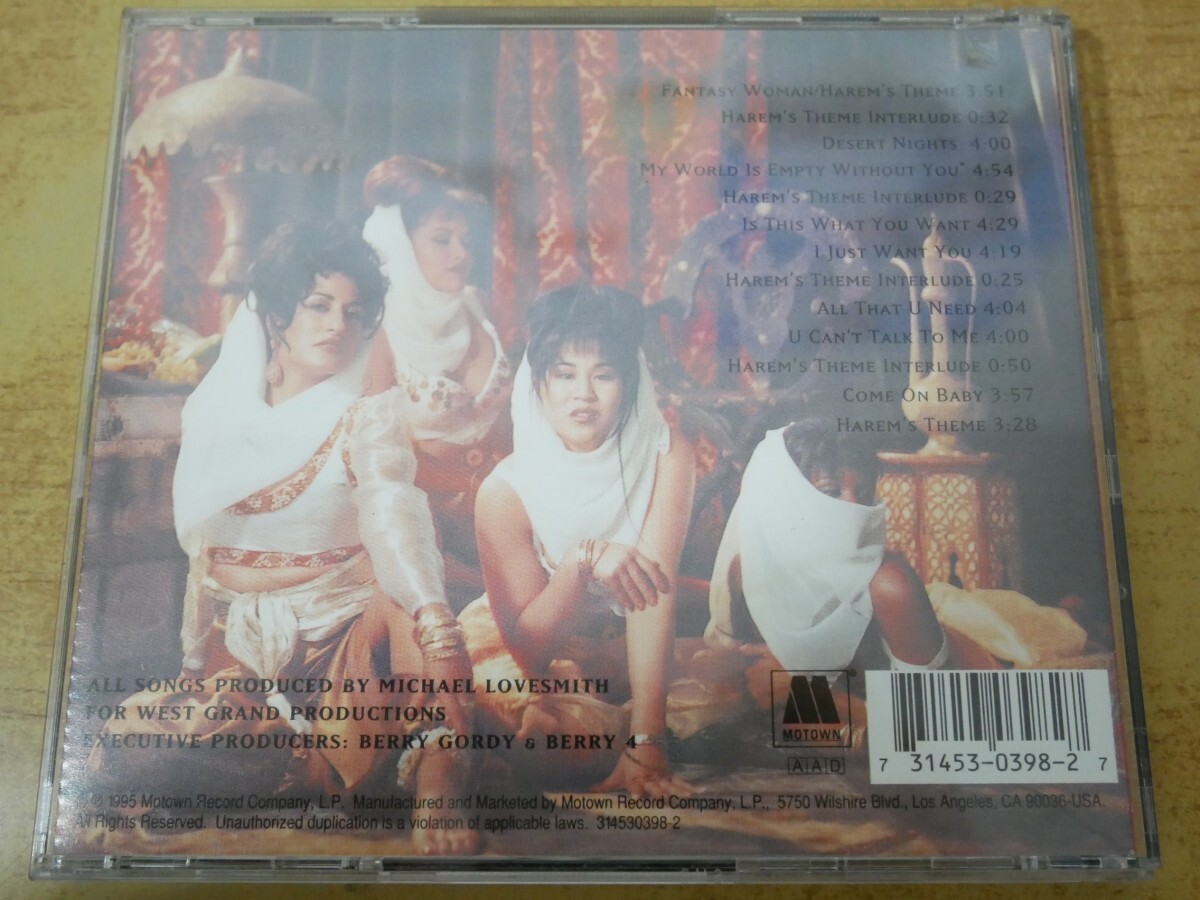 FANTASY WOMAN/HAREM'S THEME 3:51
HAREM'S THEME INTERLUDE 0:32
DESERT NIGHTS 4:00
MY WORLD IS EMPTY WITHOUT YOU* 4:54
HAREM'S THEME INTERLUDE 0:29
IS THIS WHAT YOU WANT 4:29
I JUST WANT YOU 4:19
HAREM'S THEME INTERLUDE 0:25
ALL THAT U NEED 4:04
U CAN'T TALK TO ME 4:00
HAREM'S THEME INTERLUDE 0:50
COME ON BABY 3:57
HAREM'S THEME 3:28
ALL SONGS PRODUCED BY MICHAEL LOVESMITH
FOR WEST GRAND PRODUCTIONS
EXECUTIVE PRODUCERS: BERRY GORDY & BERRY 4
M
MOTOWN
AAD
7 31453-0398-2 7
℗ © 1995 Motown Record Company, L.P. Manufactured and Marketed by Motown Record Company, L.P., 5750 Wilshire Blvd., Los Angeles, CA 90036-USA.
All Rights Reserved. Unauthorized duplication is a violation of applicable laws. 314530398-2